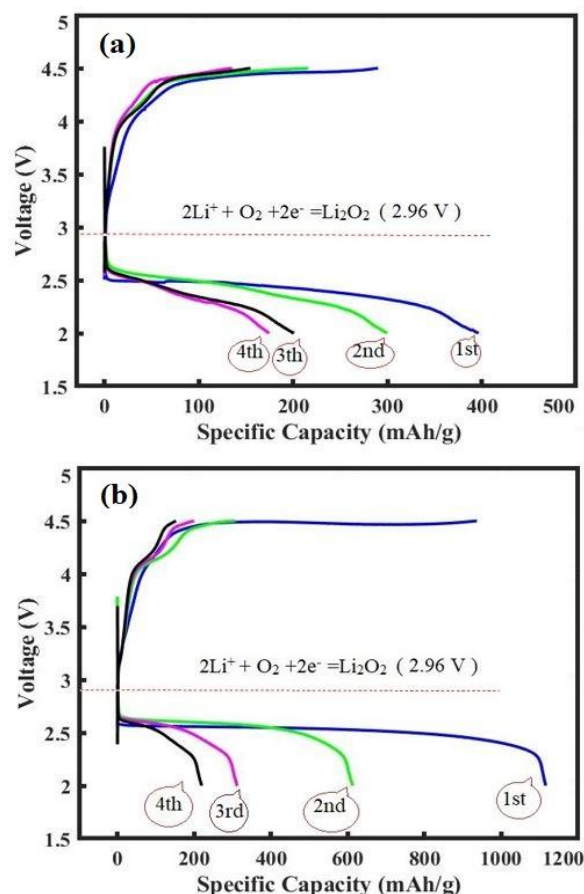 (a)
5
4.5
4
3.5
3
2.5
2
1.5
Voltage (V)
2Li⁺ + O₂ +2e⁻ =Li₂O₂ ( 2.96 V )
4th
3th
2nd
1st
0 100 200 300 400 500
Specific Capacity (mAh/g)
(b)
5
4.5
4
3.5
3
2.5
2
1.5
Voltage (V)
2Li⁺ + O₂ +2e⁻ =Li₂O₂ ( 2.96 V )
4th
3rd
2nd
1st
0 200 400 600 800 1000 1200
Specific Capacity (mAh/g)